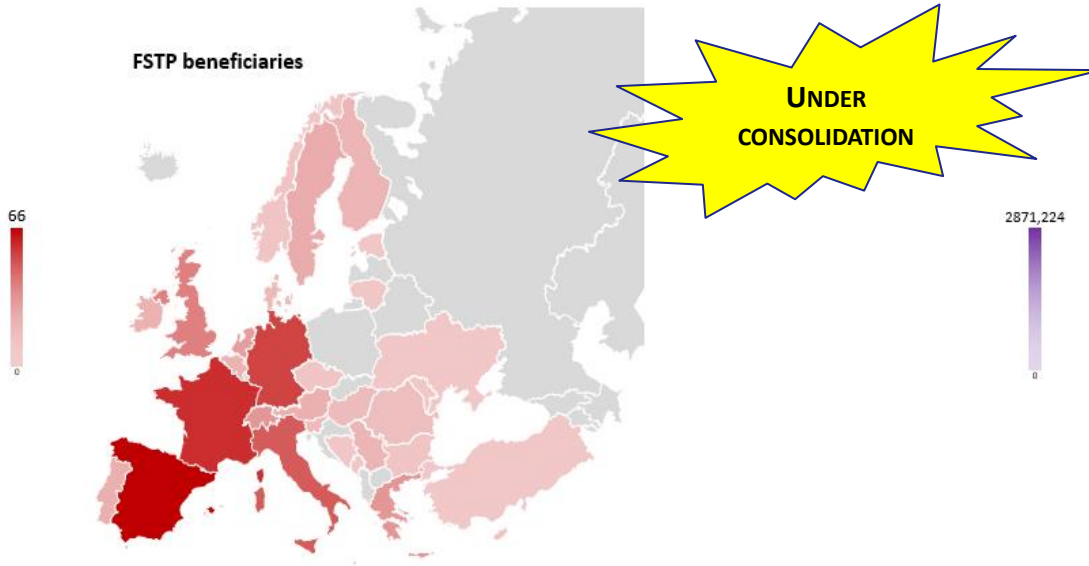 FSTP beneficiaries
UNDER
CONSOLIDATION
66
0
2871,224
0